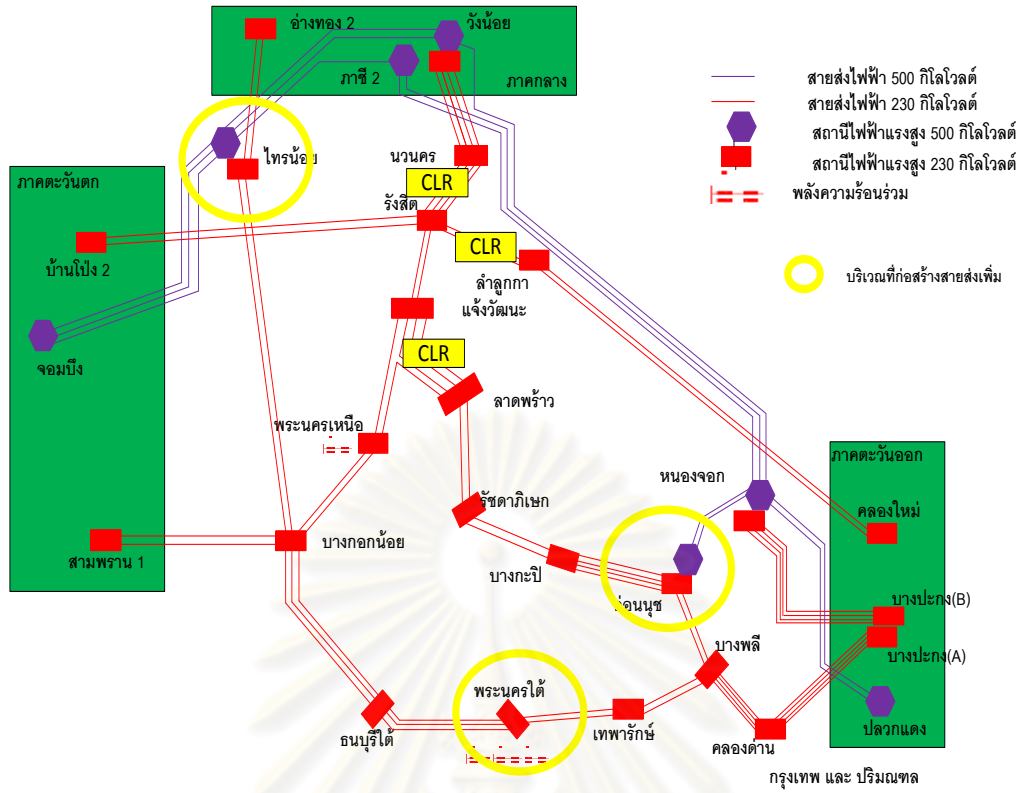 อ่างทอง 2
วังน้อย
ภาชี 2
ภาคกลาง
สายส่งไฟฟ้า 500 กิโลโวลต์
สายส่งไฟฟ้า 230 กิโลโวลต์
สถานีไฟฟ้าแรงสูง 500 กิโลโวลต์
สถานีไฟฟ้าแรงสูง 230 กิโลโวลต์
พลังความร้อนร่วม
บริเวณที่ก่อสร้างสายส่งเพิ่ม
ไทรน้อย
นวนคร
ภาคตะวันตก
CLR
รังสิต
CLR
บ้านโป่ง 2
ลำลูกกา
แจ้งวัฒนะ
CLR
จอมบึง
ลาดพร้าว
พระนครเหนือ
ภาคตะวันออก
หนองจอก
รัชดาภิเษก
คลองใหม่
สามพราน 1
บางกอกน้อย
บางกะปิ
อ่อนนุช
บางปะกง(B)
บางปะกง(A)
บางพลี
พระนครใต้
ธนบุรีใต้
เทพารักษ์
คลองด่าน
ปลวกแดง
กรุงเทพ และ ปริมณฑล